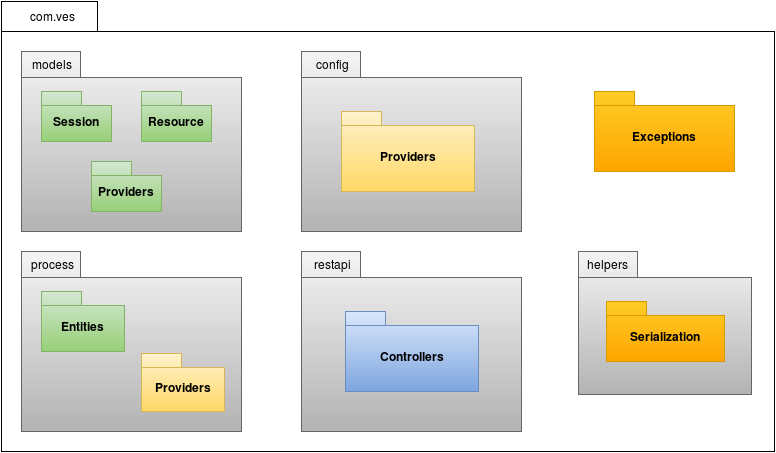 com.ves
models
Session
Resource
Providers
config
Providers
Exceptions
process
Entities
Providers
restapi
Controllers
helpers
Serialization